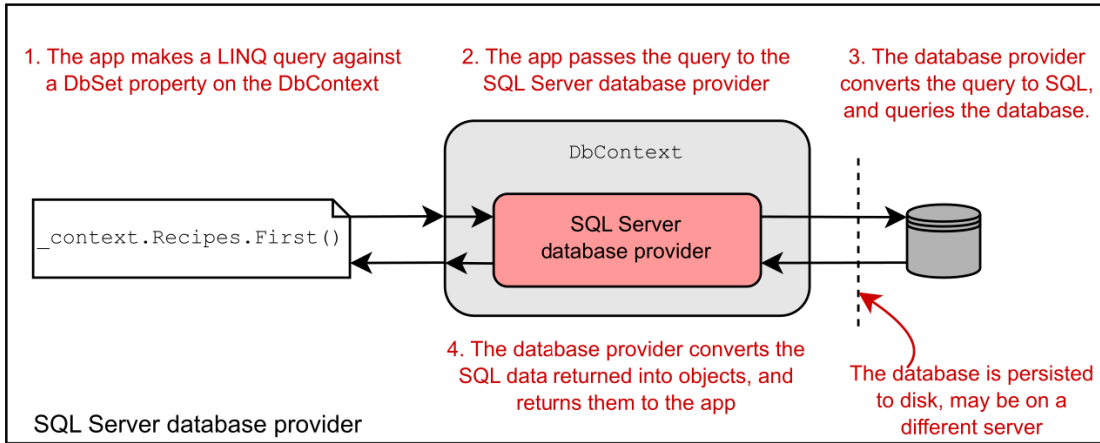 1. The app makes a LINQ query against
a DbSet property on the DbContext
2. The app passes the query to the
SQL Server database provider
3. The database provider
converts the query to SQL,
and queries the database.
DbContext
_context.Recipes.First()
SQL Server
database provider
4. The database provider converts the
SQL data returned into objects, and
returns them to the app
The database is persisted
to disk, may be on a
different server
SQL Server database provider